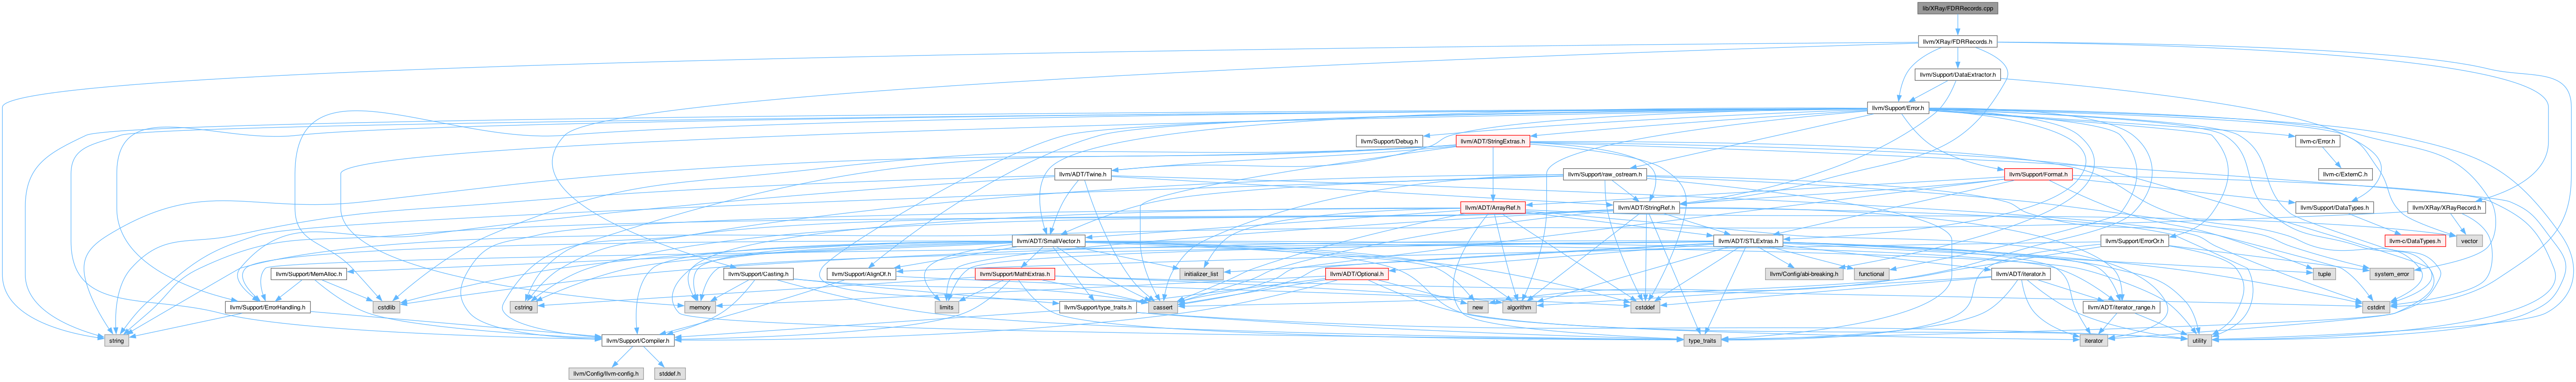 lib/XRay/FDRRecords.cpp
llvm/XRay/FDRRecords.h
llvm/Support/DataExtractor.h
llvm/Support/Error.h
llvm/Support/Debug.h
llvm/ADT/StringExtras.h
llvm-c/Error.h
llvm/ADT/Twine.h
llvm/Support/raw_ostream.h
llvm/Support/Format.h
llvm-c/ExternC.h
llvm/ADT/ArrayRef.h
llvm/ADT/StringRef.h
llvm/Support/DataTypes.h
llvm/XRay/XRayRecord.h
llvm/ADT/SmallVector.h
llvm/ADT/STLExtras.h
llvm/Support/ErrorOr.h
llvm-c/DataTypes.h
vector
llvm/Support/MemAlloc.h
llvm/Support/Casting.h
llvm/Support/AlignOf.h
llvm/Support/MathExtras.h
initializer_list
llvm/ADT/Optional.h
llvm/Config/abi-breaking.h
functional
llvm/ADT/iterator.h
tuple
system_error
llvm/Support/ErrorHandling.h
cstdlib
cstring
memory
limits
llvm/Support/type_traits.h
cassert
new
algorithm
cstddef
llvm/ADT/iterator_range.h
cstdint
string
llvm/Support/Compiler.h
type_traits
iterator
utility
llvm/Config/llvm-config.h
stddef.h